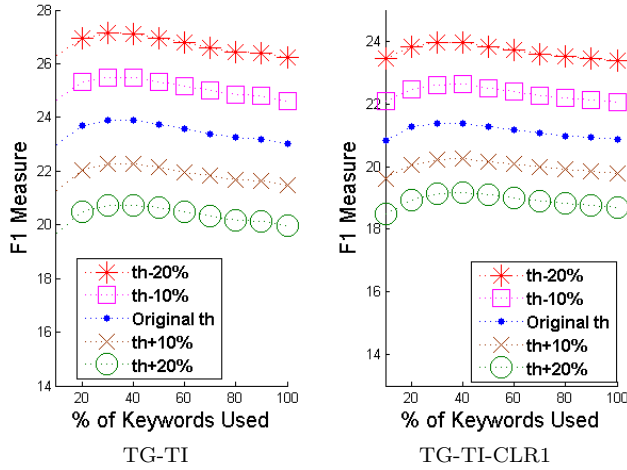 28
26
24
22
20
18
16
14
F1 Measure
20 40 60 80 100
% of Keywords Used
th-20%
th-10%
Original th
th+10%
th+20%
TG-TI
24
22
20
18
16
14
F1 Measure
20 40 60 80 100
% of Keywords Used
th-20%
th-10%
Original th
th+10%
th+20%
TG-TI-CLR1